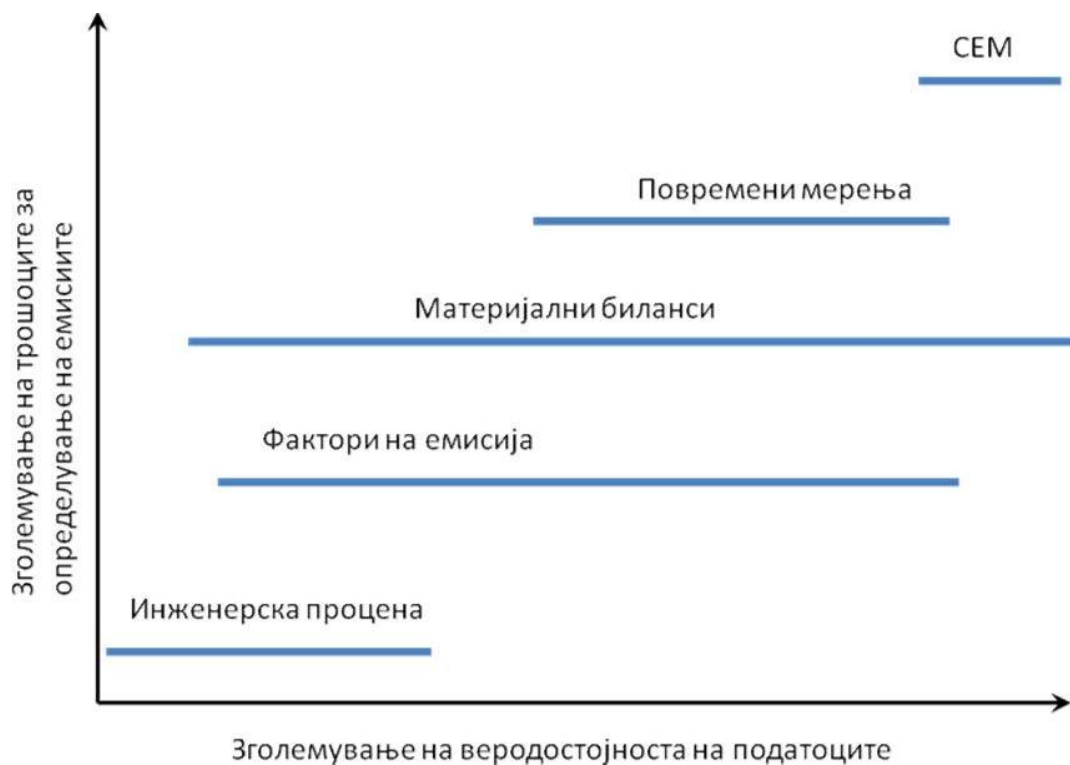 СЕМ
Повремени мерења
Материјални биланси
Фактори на емисија
Инженерска процена
Зголемување на трошоците за
определување на емисиите
Зголемување на веродостојноста на податоците